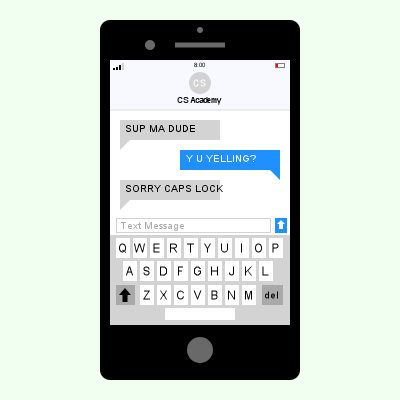 8:00
CS
CS Academy
SUP MA DUDE
Y U YELLING?
SORRY CAPS LOCK
Text Message
Q W E R T Y U I O P
A S D F G H J K L
Z X C V B N M del